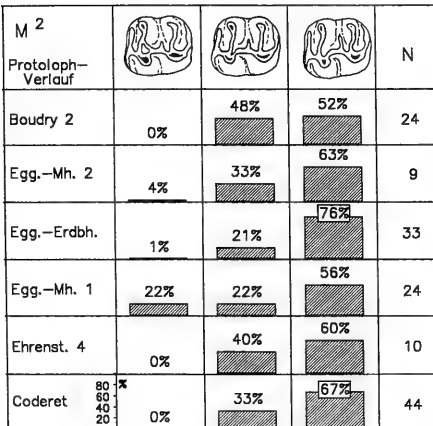 M 2
Protoloph-
Verlauf
N
Boudry 2 0% 48% 52% 24
Egg.-Mh. 2 4% 33% 63% 9
Egg.-Erdbh. 1% 21% 76% 33
Egg.-Mh. 1 22% 22% 56% 24
Ehrenst. 4 0% 40% 60% 10
Coderet 80 % 60 40 20 0% 33% 67% 44